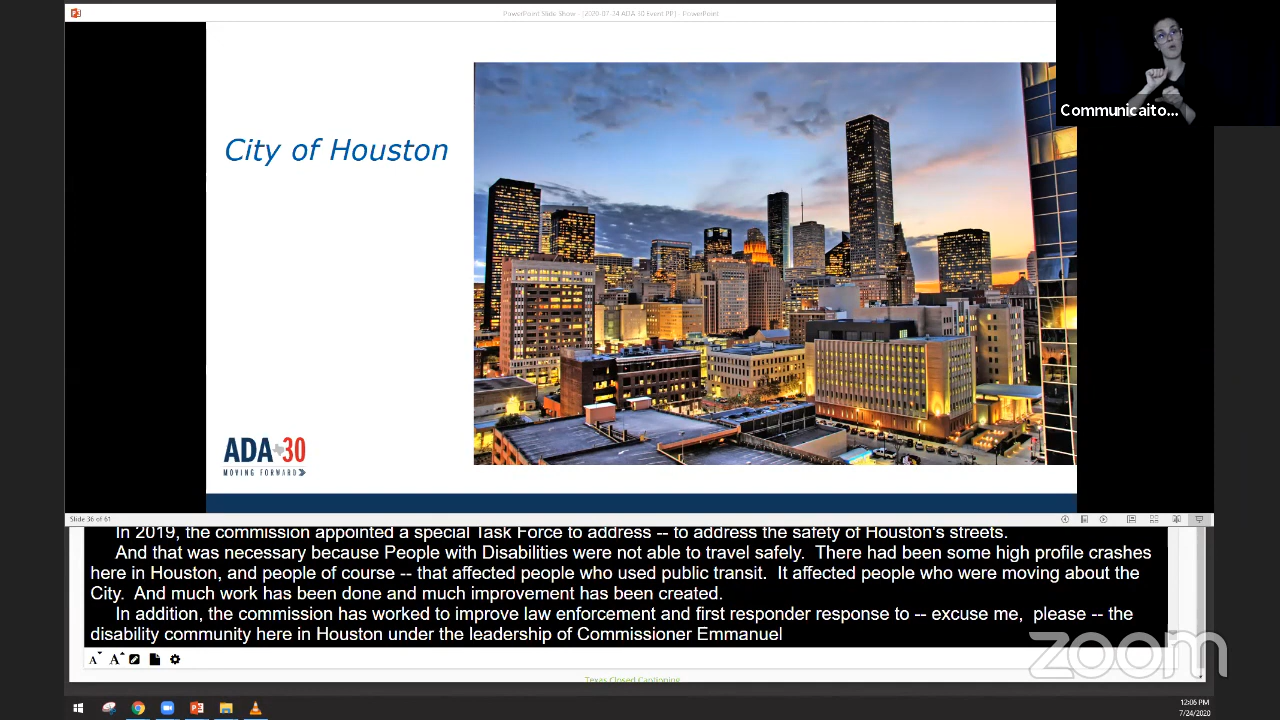 PowerPoint Slide Show - [2020-07-24 ADA 30 Event PP] - PowerPoint
Communicaito...
City of Houston
ADA 30
MOVING FORWARD
Slide 36 of 61
In 2019, the commission appointed a special Task Force to address -- to address the safety of Houston's streets.
And that was necessary because People with Disabilities were not able to travel safely. There had been some high profile crashes
here in Houston, and people of course -- that affected people who used public transit. It affected people who were moving about the
City. And much work has been done and much improvement has been created.
In addition, the commission has worked to improve law enforcement and first responder response to -- excuse me, please -- the
disability community here in Houston under the leadership of Commissioner Emmanuel
zoom
A A
Texas Closed Captioning
12:06 PM
7/24/2020